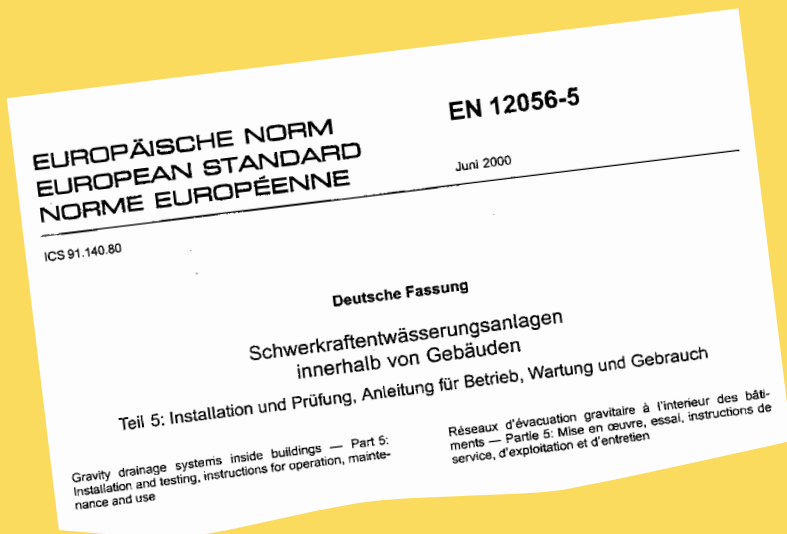 EUROPÄISCHE NORM
EUROPEAN STANDARD
NORME EUROPÉENNE
EN 12056-5
Juni 2000
ICS 91.140.80
Deutsche Fassung
Schwerkraftentwässerungsanlagen
innerhalb von Gebäuden
Teil 5: Installation und Prüfung, Anleitung für Betrieb, Wartung und Gebrauch
Gravity drainage systems inside buildings — Part 5:
Installation and testing, instructions for operation, mainte-
nance and use
Réseaux d'évacuation gravitaire à l'interieur des bâti-
ments — Partie 5: Mise en œuvre, essai, instructions de
service, d'exploitation et d'entretien